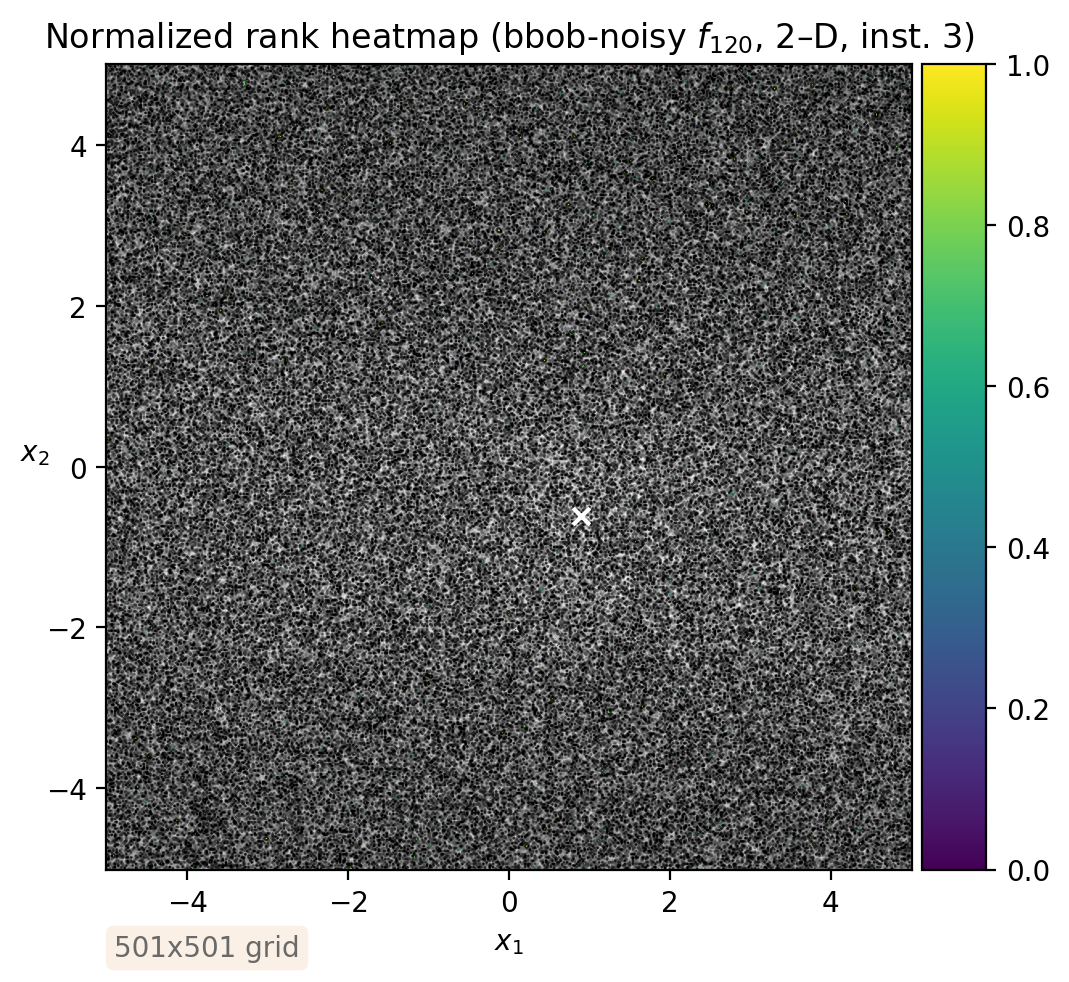 Normalized rank heatmap (bbob-noisy f₁₂₀, 2–D, inst. 3)
1.0
0.8
0.6
0.4
0.2
0.0
4
2
0
−2
−4
x₂
−4 −2 0 2 4
x₁
501x501 grid